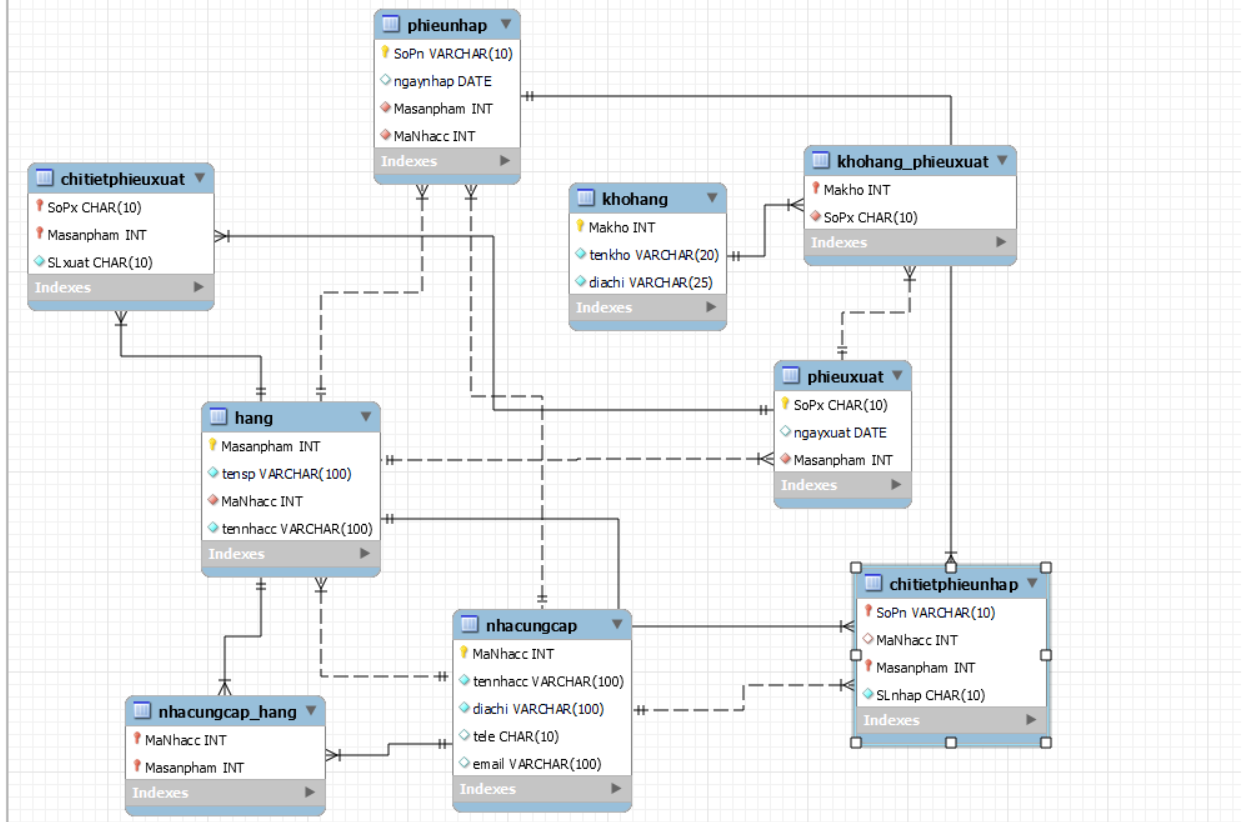 phieunhap
SoPn VARCHAR(10)
ngaynhap DATE
Masanpham INT
MaNhacc INT
Indexes
chitietphieuxuat
SoPx CHAR(10)
Masanpham INT
SLxuat CHAR(10)
Indexes
khohang
Makho INT
tenkho VARCHAR(20)
diachi VARCHAR(25)
Indexes
khohang_phieuxuat
Makho INT
SoPx CHAR(10)
Indexes
phieuxuat
SoPx CHAR(10)
ngayxuat DATE
Masanpham INT
Indexes
hang
Masanpham INT
tensp VARCHAR(100)
MaNhacc INT
tennhacc VARCHAR(100)
Indexes
nhacungcap
MaNhacc INT
tennhacc VARCHAR(100)
diachi VARCHAR(100)
tele CHAR(10)
email VARCHAR(100)
Indexes
chitietphieunhap
SoPn VARCHAR(10)
MaNhacc INT
Masanpham INT
SLnhap CHAR(10)
Indexes
nhacungcap_hang
MaNhacc INT
Masanpham INT
Indexes